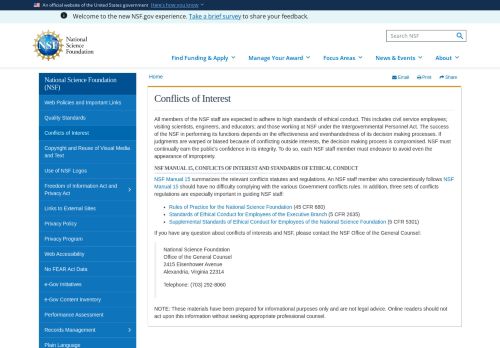 An official website of the United States government Here's how you know
Welcome to the new NSF.gov experience. Take a brief survey to share your feedback.
NSF
National
Science
Foundation
Search NSF
Find Funding & Apply
Manage Your Award
Focus Areas
News & Events
About
National Science Foundation
(NSF)
Web Policies and Important Links
Quality Standards
Conflicts of Interest
Copyright and Reuse of Visual Media
and Text
Use of NSF Logos
Freedom of Information Act and
Privacy Act
Links to External Sites
Privacy Policy
Privacy Program
Web Accessibility
No FEAR Act Data
e-Gov Initiatives
e-Gov Content Inventory
Performance Assessment
Records Management
Plain Language
Home
Email
Print
Share
Conflicts of Interest
All members of the NSF staff are expected to adhere to high standards of ethical conduct. This includes civil service employees;
visiting scientists, engineers, and educators; and those working at NSF under the Intergovernmental Personnel Act. The success
of the NSF in performing its functions depends on the effectiveness and evenhandedness of its decision making processes. If
judgments are warped or biased because of conflicting outside interests, the decision making process is compromised. NSF must
continually earn the public's confidence in its integrity. To do so, each NSF staff member must endeavor to avoid even the
appearance of impropriety.
NSF MANUAL 15, CONFLICTS OF INTEREST AND STANDARDS OF ETHICAL CONDUCT
NSF Manual 15 summarizes the relevant conflicts statutes and regulations. An NSF staff member who conscientiously follows NSF
Manual 15 should have no difficulty complying with the various Government conflicts rules. In addition, three sets of conflicts
regulations are especially important in guiding NSF staff:
Rules of Practice for the National Science Foundation (45 CFR 680)
Standards of Ethical Conduct for Employees of the Executive Branch (5 CFR 2635)
Supplemental Standards of Ethical Conduct for Employees of the National Science Foundation (5 CFR 5301)
If you have any question about conflicts of interests and NSF, please contact the NSF Office of the General Counsel:
National Science Foundation
Office of the General Counsel
2415 Eisenhower Avenue
Alexandria, Virginia 22314
Telephone: (703) 292-8060
NOTE: These materials have been prepared for informational purposes only and are not legal advice. Online readers should not
act upon this information without seeking appropriate professional counsel.